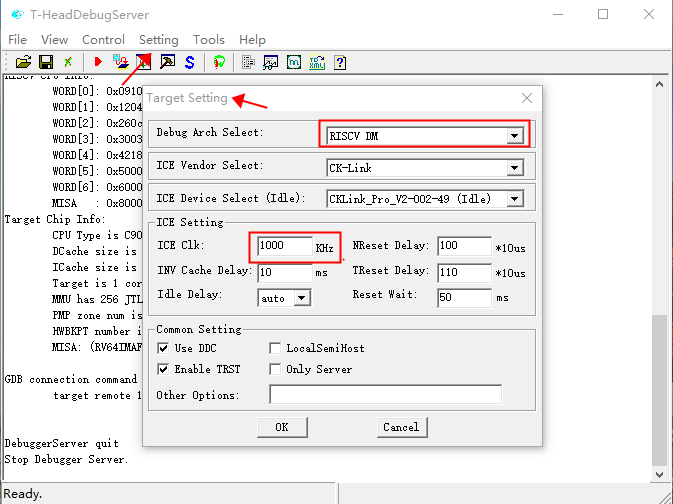 T-HeadDebugServer
File View Control Setting Tools Help
WORD[0]: 0x0910
WORD[1]: 0x1204
WORD[2]: 0x260c
WORD[3]: 0x3003
WORD[4]: 0x4218
WORD[5]: 0x5000
WORD[6]: 0x6000
MISA : 0x8000
Target Chip Info:
CPU Type is C90
DCache size is
ICache size is
Target is 1 cor
MMU has 256 JTL
PMP zone num is
HWBKPT number i
MISA: (RV64IMAF
GDB connection command
target remote 1
DebuggerServer quit
Stop Debugger Server.
Ready.
Target Setting
Debug Arch Select: RISCV DM
ICE Vendor Select: CK-Link
ICE Device Select (Idle): CKLink_Pro_V2-002-49 (Idle)
ICE Setting
ICE Clk: 1000 KHz NReset Delay: 100 *10us
INV Cache Delay: 10 ms TReset Delay: 110 *10us
Idle Delay: auto Reset Wait: 50 ms
Common Setting
Use DDC LocalSemiHost
Enable TRST Only Server
Other Options:
OK Cancel